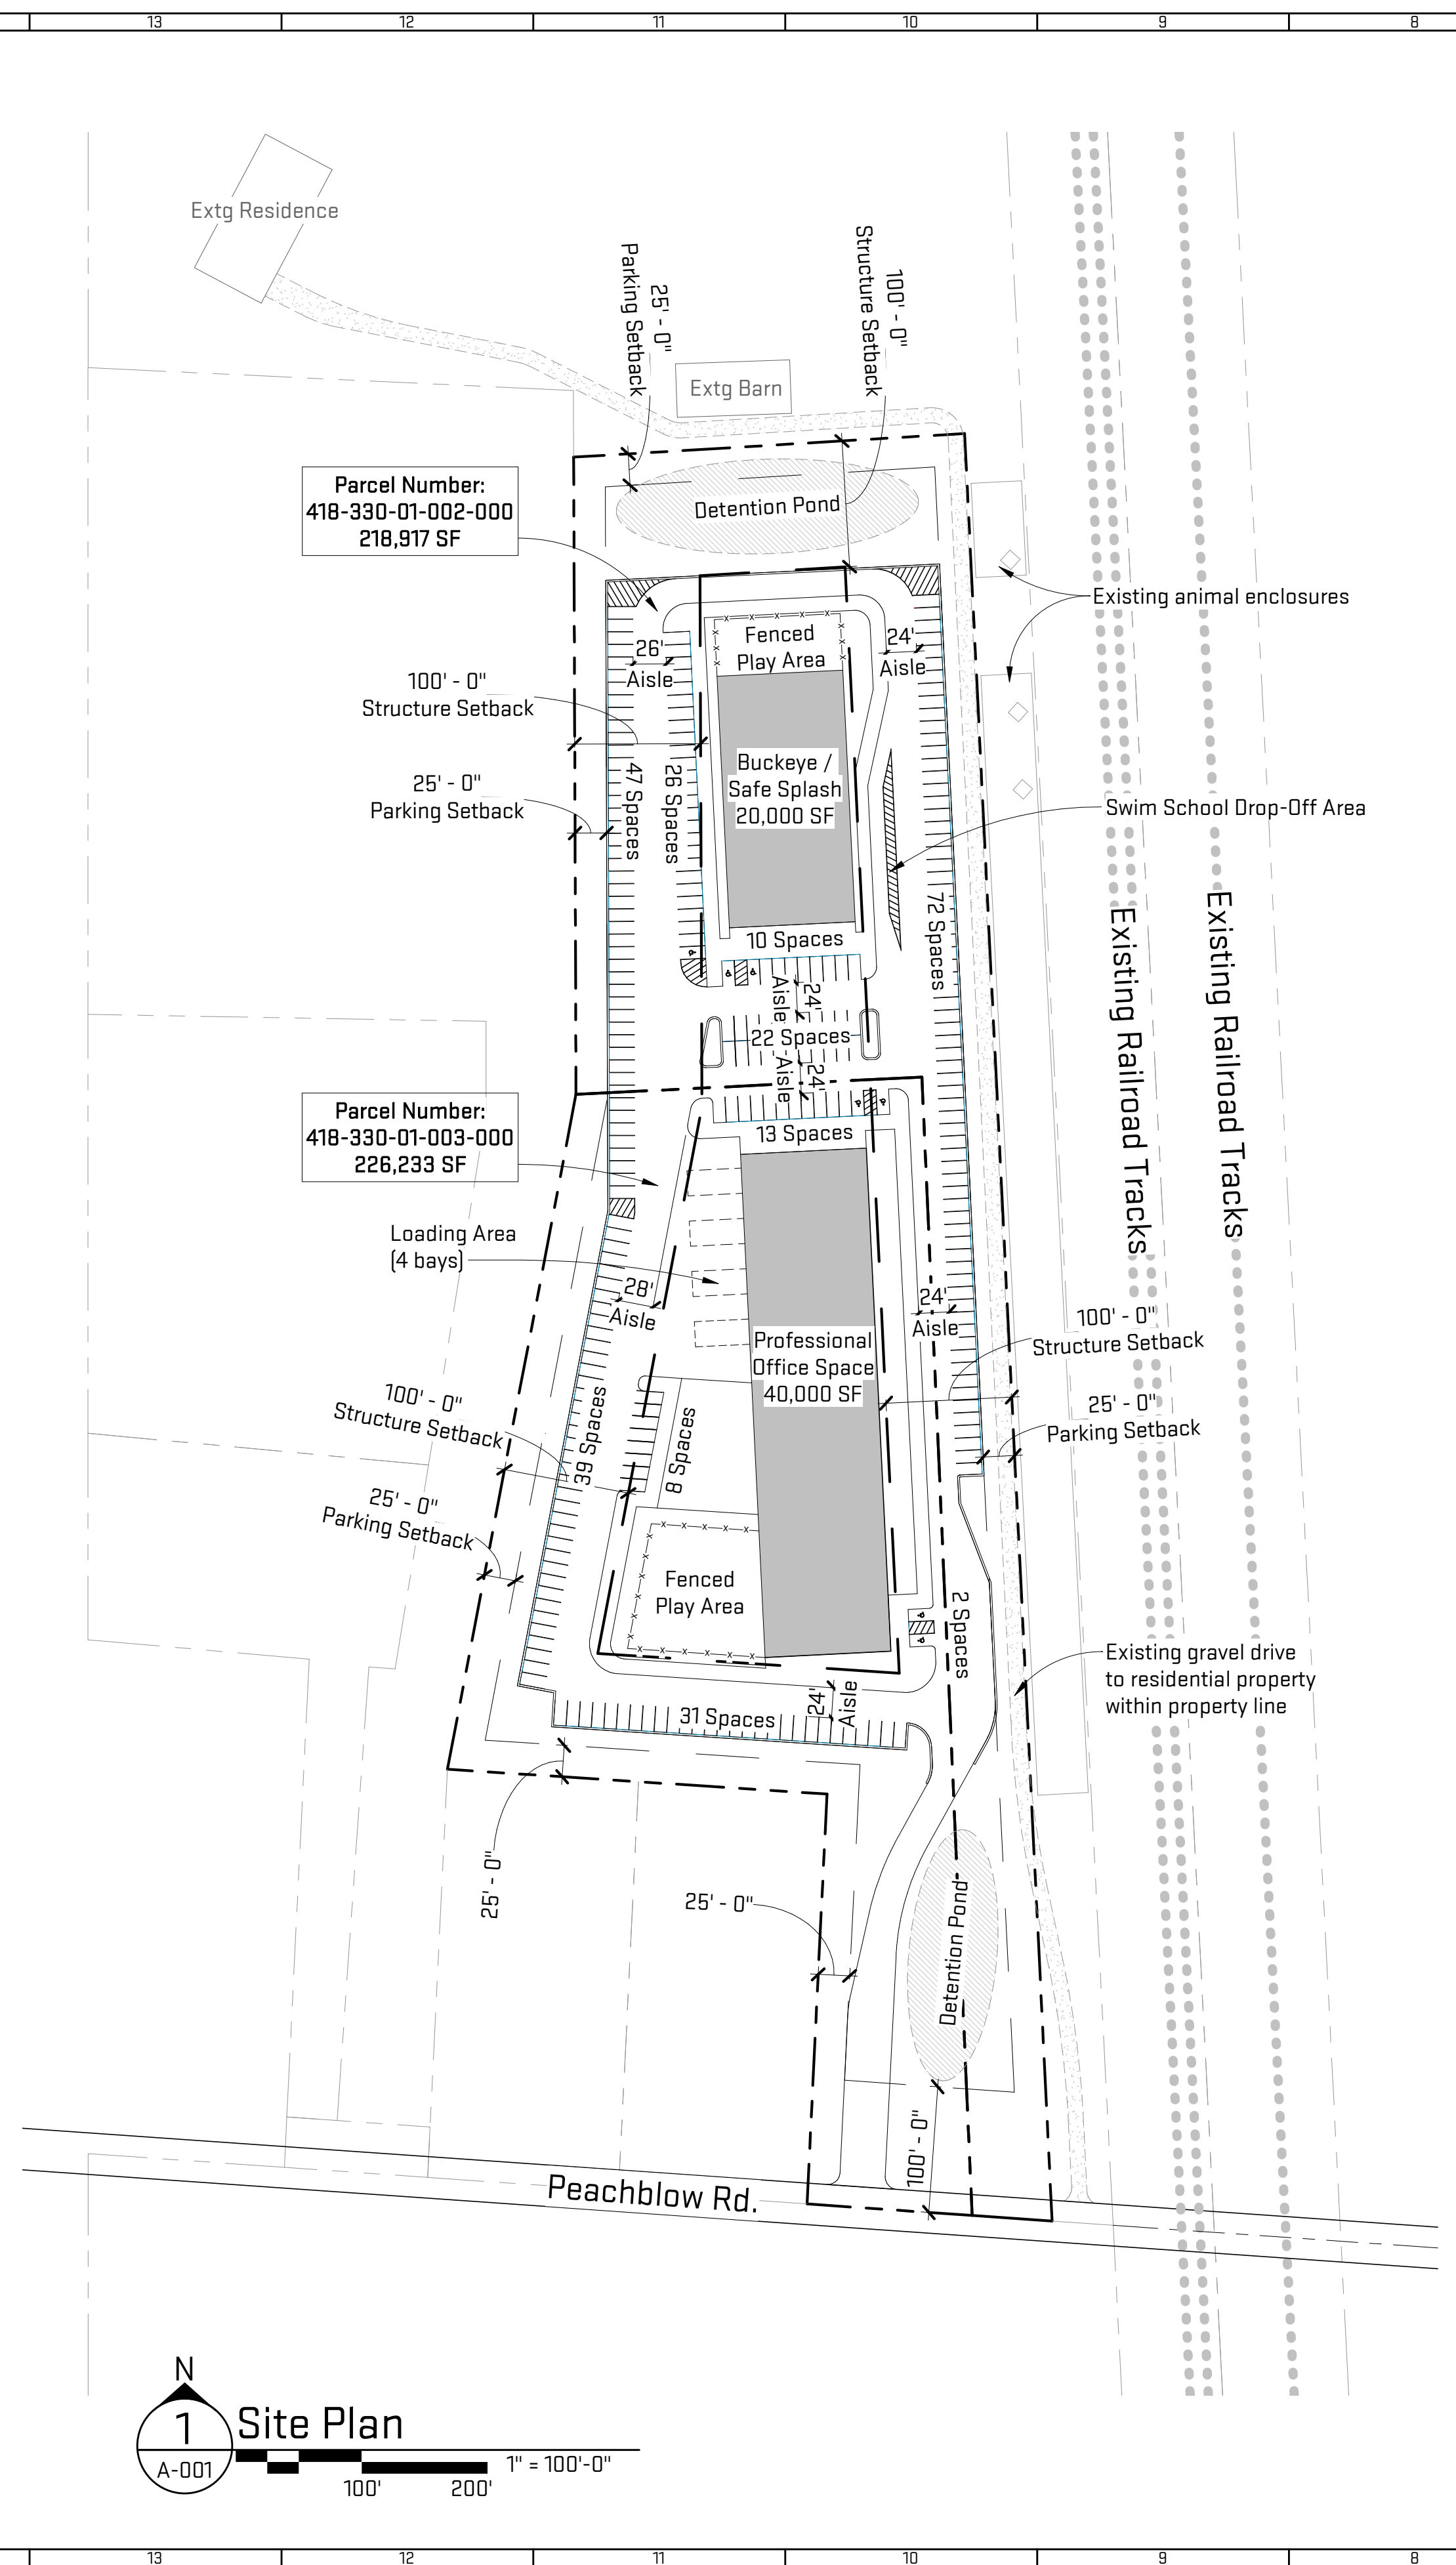 13 12 11 10 9 8
Extg Residence
25' - 0"
Parking Setback
100' - 0"
Structure Setback
Extg Barn
Parcel Number:
418-330-01-002-000
218,917 SF
Detention Pond
Existing animal enclosures
Fenced
Play Area
26'
Aisle
24'
Aisle
100' - 0"
Structure Setback
25' - 0"
Parking Setback
47 Spaces
26 Spaces
Buckeye /
Safe Splash
20,000 SF
Swim School Drop-Off Area
72 Spaces
Existing Railroad Tracks
Existing Railroad Tracks
10 Spaces
24'
Aisle
22 Spaces
24'
Aisle
13 Spaces
Parcel Number:
418-330-01-003-000
226,233 SF
Loading Area
(4 bays)
28'
Aisle
24'
Aisle
100' - 0"
Structure Setback
Professional
Office Space
40,000 SF
25' - 0"
Parking Setback
100' - 0"
Structure Setback
39 Spaces
8 Spaces
25' - 0"
Parking Setback
Fenced
Play Area
2 Spaces
Existing gravel drive
to residential property
within property line
24'
Aisle
31 Spaces
25' - 0"
25' - 0"
Detention Pond
100' - 0"
Peachblow Rd.
N
1
A-001
Site Plan
1" = 100'-0"
100' 200'
13 12 11 10 9 8